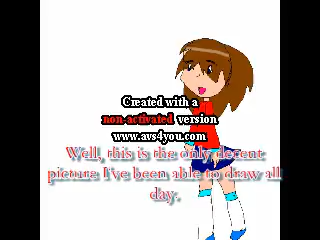 Created with a
non-activated version
www.avs4you.com
Well, this is the only decent
picture I've been able to draw all
day.